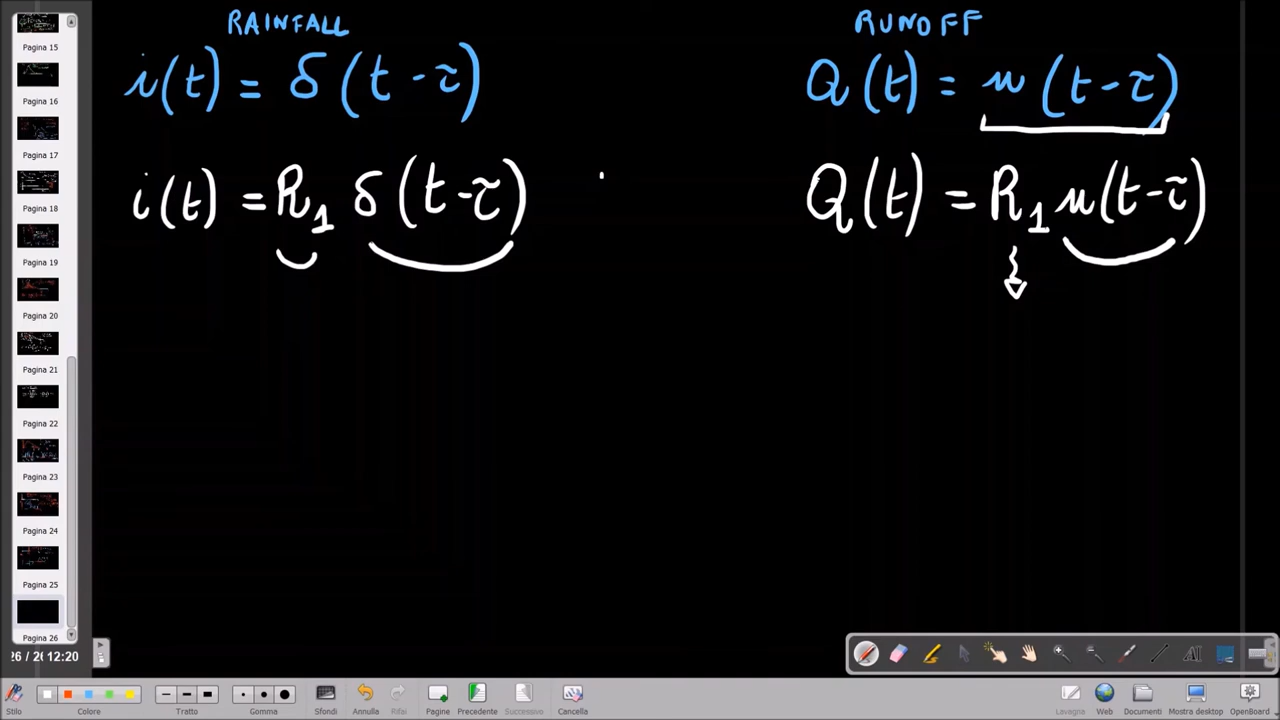 RAINFALL
RUNOFF
i(t) = δ(t-τ)
Q(t) = u(t-τ)
i(t) = R₁ δ(t-τ)
Q(t) = R₁ u(t-τ)
Pagina 15
Pagina 16
Pagina 17
Pagina 18
Pagina 19
Pagina 20
Pagina 21
Pagina 22
Pagina 23
Pagina 24
Pagina 25
Pagina 26
12:20
Stilo
Colore
Tratto
Gomma
Sfondi
Annulla
Rifai
Pagine
Precedente
Successivo
Cancella
Lavagna
Web
Documenti
Mostra desktop
OpenBoard